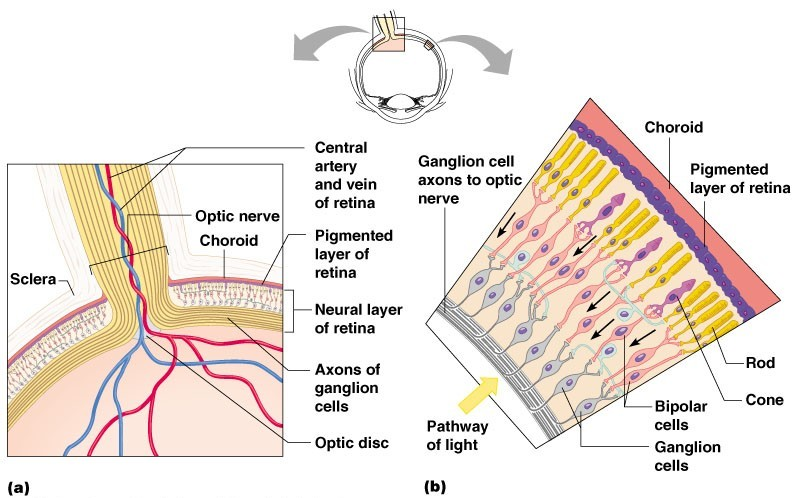 Central
artery
and vein
of retina
Optic nerve
Choroid
Sclera
Pigmented
layer of
retina
Neural layer
of retina
Axons of
ganglion
cells
Optic disc
(a)
Choroid
Ganglion cell
axons to optic
nerve
Pigmented
layer of retina
Rod
Cone
Bipolar
cells
Ganglion
cells
Pathway
of light
(b)